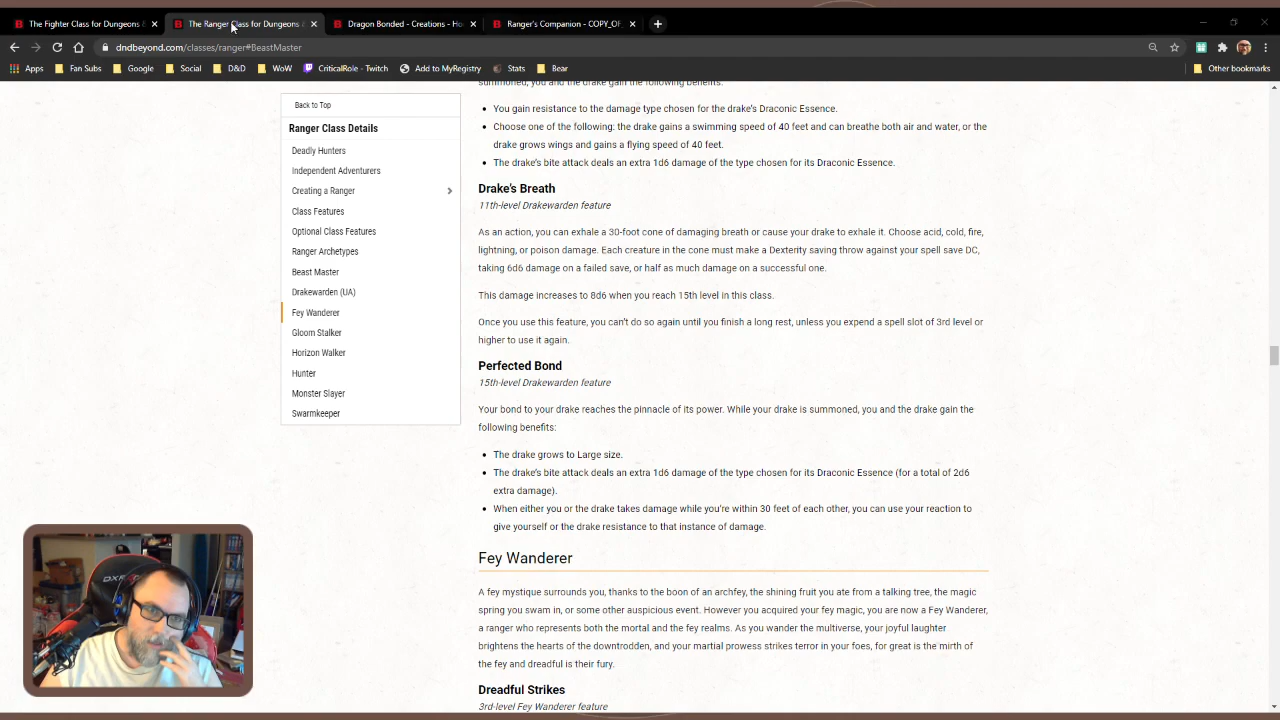 The Fighter Class for Dungeons &
The Ranger Class for Dungeons &
Dragon Bonded - Creations - Ho
Ranger's Companion - COPY_OF_
dndbeyond.com/classes/ranger#BeastMaster
Apps
Fan Subs
Google
Social
D&D
WoW
CriticalRole - Twitch
Add to MyRegistry
Stats
Bear
Other bookmarks
Back to Top
Ranger Class Details
Deadly Hunters
Independent Adventurers
Creating a Ranger
Class Features
Optional Class Features
Ranger Archetypes
Beast Master
Drakewarden (UA)
Fey Wanderer
Gloom Stalker
Horizon Walker
Hunter
Monster Slayer
Swarmkeeper
summoned, you and the drake gain the following benefits.
You gain resistance to the damage type chosen for the drake's Draconic Essence.
Choose one of the following: the drake gains a swimming speed of 40 feet and can breathe both air and water, or the
drake grows wings and gains a flying speed of 40 feet.
The drake's bite attack deals an extra 1d6 damage of the type chosen for its Draconic Essence.
Drake's Breath
11th-level Drakewarden feature
As an action, you can exhale a 30-foot cone of damaging breath or cause your drake to exhale it. Choose acid, cold, fire,
lightning, or poison damage. Each creature in the cone must make a Dexterity saving throw against your spell save DC,
taking 6d6 damage on a failed save, or half as much damage on a successful one.
This damage increases to 8d6 when you reach 15th level in this class.
Once you use this feature, you can't do so again until you finish a long rest, unless you expend a spell slot of 3rd level or
higher to use it again.
Perfected Bond
15th-level Drakewarden feature
Your bond to your drake reaches the pinnacle of its power. While your drake is summoned, you and the drake gain the
following benefits:
The drake grows to Large size.
The drake's bite attack deals an extra 1d6 damage of the type chosen for its Draconic Essence (for a total of 2d6
extra damage).
When either you or the drake takes damage while you're within 30 feet of each other, you can use your reaction to
give yourself or the drake resistance to that instance of damage.
Fey Wanderer
A fey mystique surrounds you, thanks to the boon of an archfey, the shining fruit you ate from a talking tree, the magic
spring you swam in, or some other auspicious event. However you acquired your fey magic, you are now a Fey Wanderer,
a ranger who represents both the mortal and the fey realms. As you wander the multiverse, your joyful laughter
brightens the hearts of the downtrodden, and your martial prowess strikes terror in your foes, for great is the mirth of
the fey and dreadful is their fury.
Dreadful Strikes
3rd-level Fey Wanderer feature